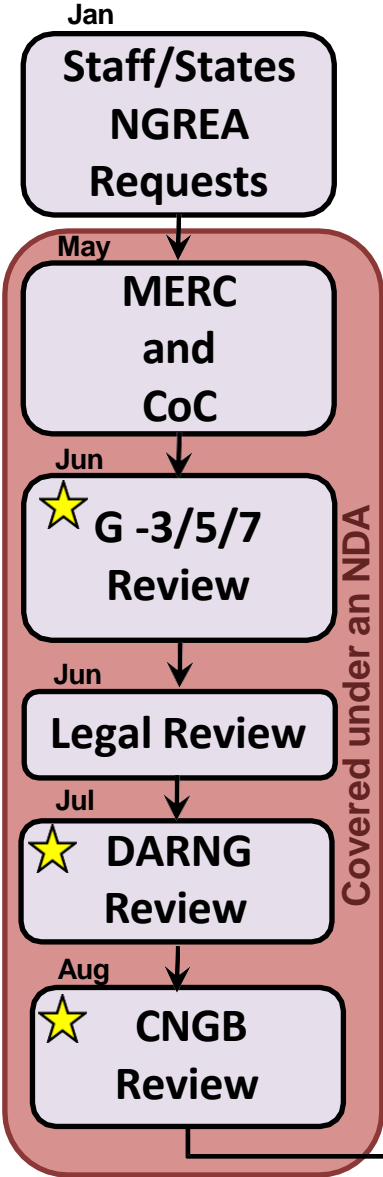 Jan
Staff/States
NGREA
Requests
May
MERC
and
CoC
Jun
G -3/5/7
Review
Jun
Legal Review
Jul
DARNG
Review
Aug
CNGB
Review
Covered under an NDA